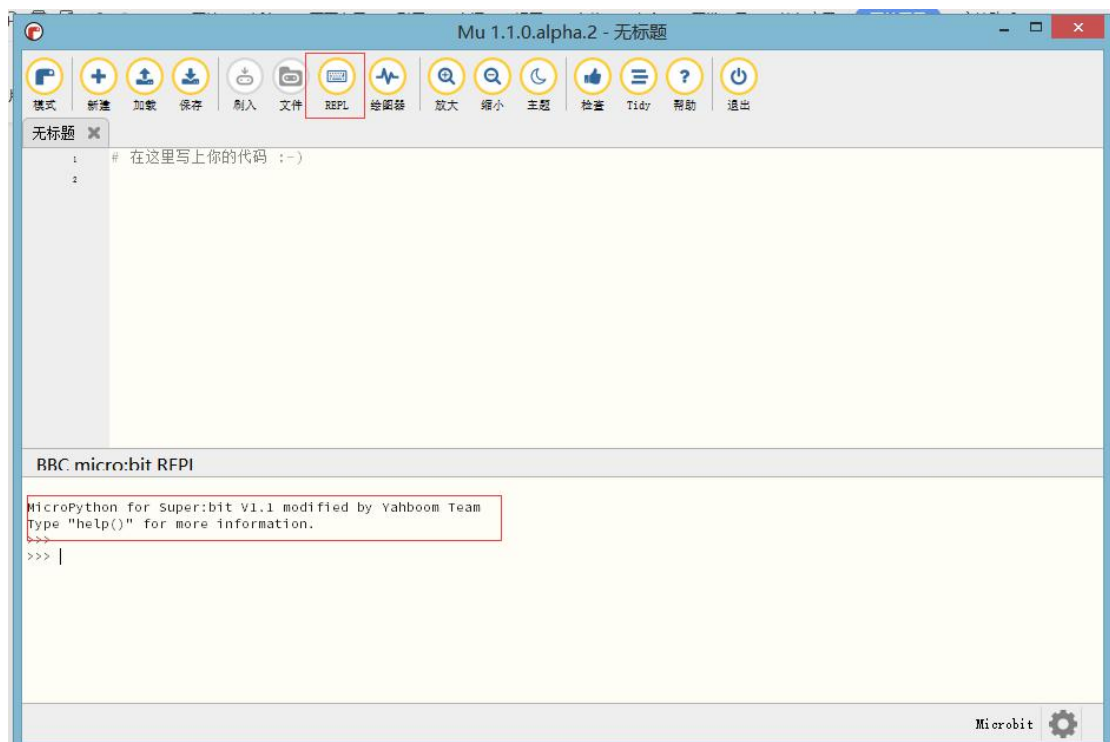 Mu 1.1.0.alpha.2 - 无标题
模式 新建 加载 保存 刷入 文件 REPL 绘图器 放大 缩小 主题 检查 Tidy 帮助 退出
无标题
1 # 在这里写上你的代码 :-)
2
BBC micro:bit REPL
MicroPython for Super:bit V1.1 modified by Yahboom Team
Type "help()" for more information.
>>>
>>>
Microbit